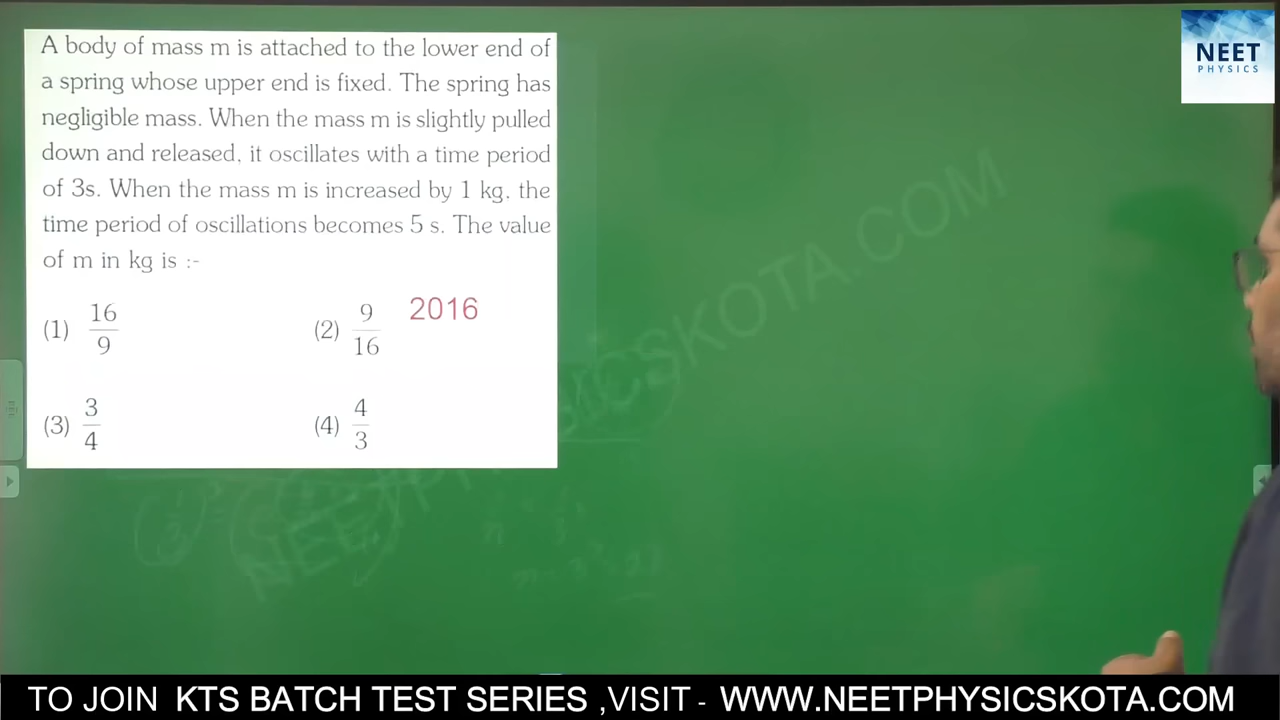 A body of mass m is attached to the lower end of
a spring whose upper end is fixed. The spring has
negligible mass. When the mass m is slightly pulled
down and released, it oscillates with a time period
of 3s. When the mass m is increased by 1 kg, the
time period of oscillations becomes 5 s. The value
of m in kg is :-
(1) 16/9 (2) 9/16 2016
(3) 3/4 (4) 4/3
NEET
PHYSICS
TO JOIN KTS BATCH TEST SERIES ,VISIT - WWW.NEETPHYSICSKOTA.COM